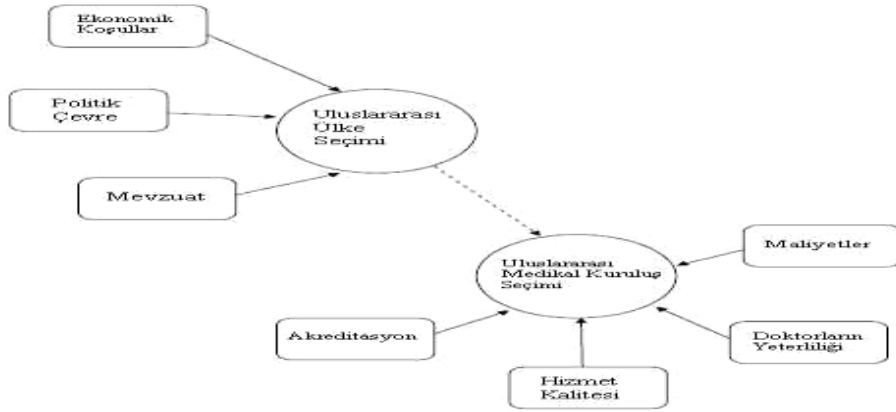 Ekonomik
Koşullar
Politik
Çevre
Mevzuat
Uluslararası
Ülke
Seçimi
Uluslararası
Medikal Kuruluş
Seçimi
Maliyetler
Akreditasyon
Doktorların
Yeterliliği
Hizmet
Kalitesi